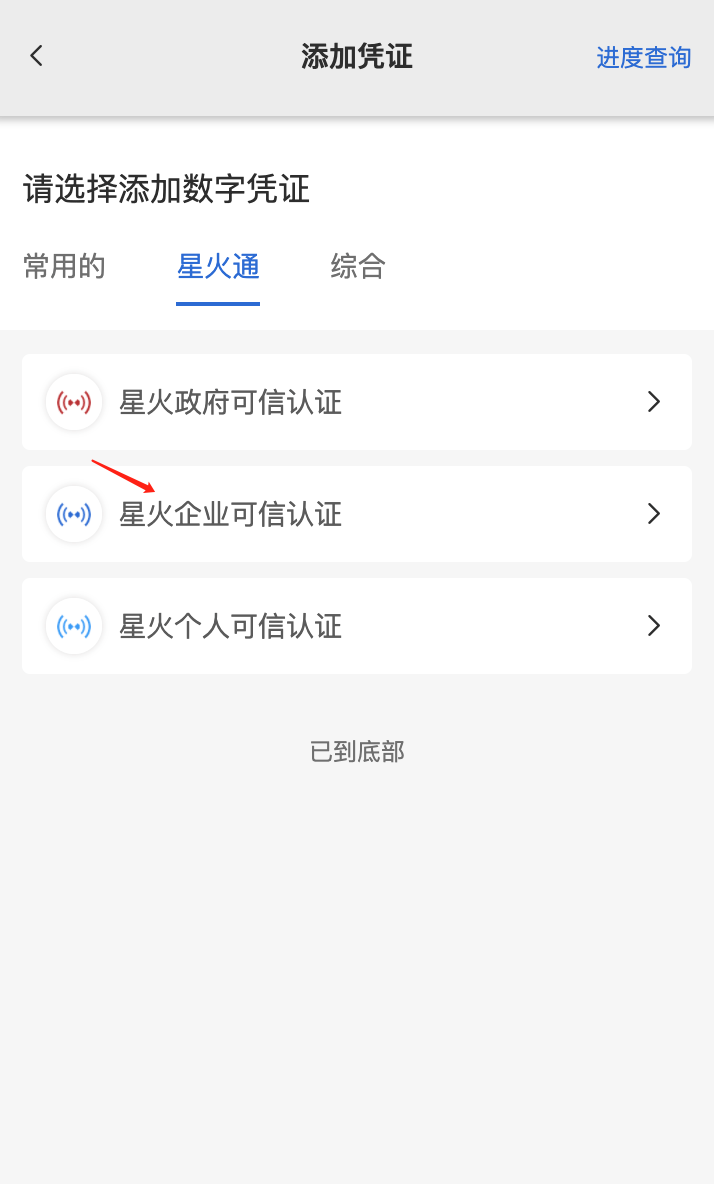 添加凭证
进度查询
请选择添加数字凭证
常用的 星火通 综合
星火政府可信认证
星火企业可信认证
星火个人可信认证
已到底部